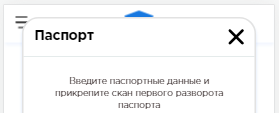 Паспорт
Введите паспортные данные и
прикрепите скан первого разворота
паспорта